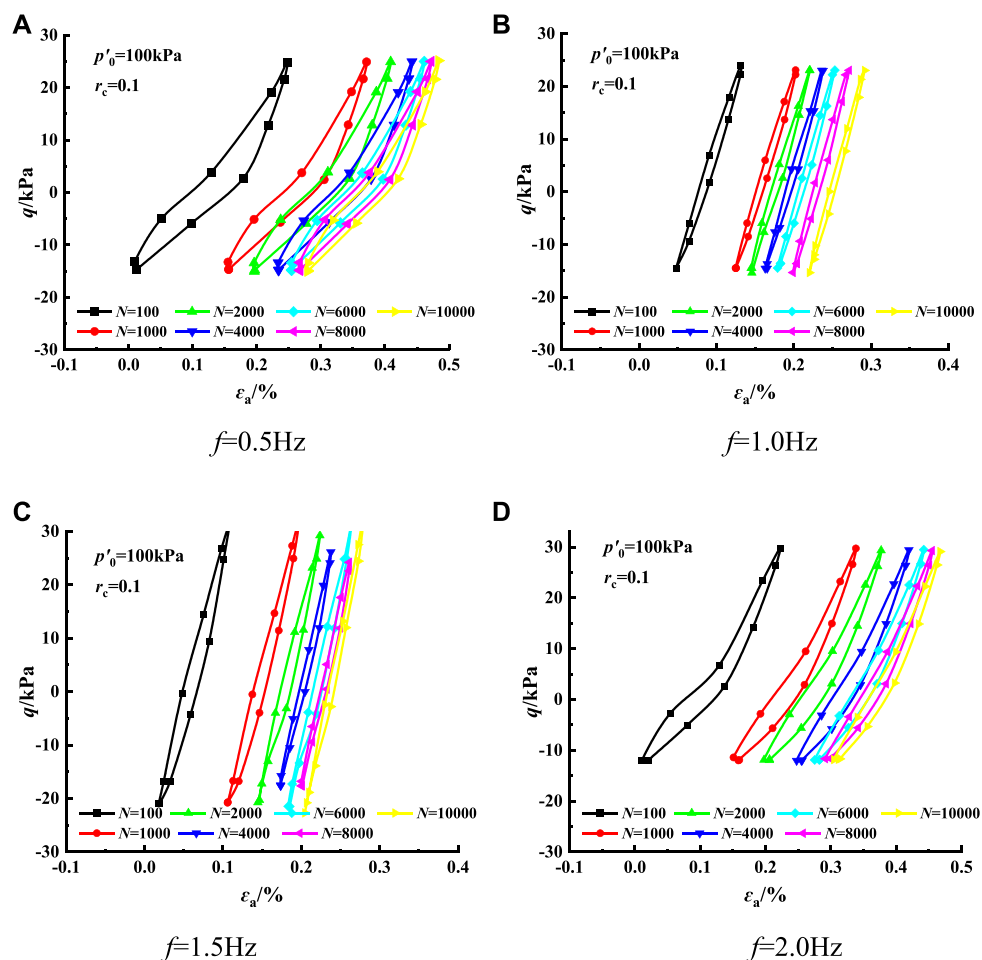 A
B
30
20
10
0
-10
-20
-30
q/kPa
p′0=100kPa
rc=0.1
N=100 N=2000 N=6000 N=10000
N=1000 N=4000 N=8000
-0.1 0.0 0.1 0.2 0.3 0.4 0.5
εa/%
f=0.5Hz
30
20
10
0
-10
-20
-30
q/kPa
p′0=100kPa
rc=0.1
N=100 N=2000 N=6000 N=10000
N=1000 N=4000 N=8000
-0.1 0.0 0.1 0.2 0.3 0.4
εa/%
f=1.0Hz
C
D
30
20
10
0
-10
-20
-30
q/kPa
p′0=100kPa
rc=0.1
N=100 N=2000 N=6000 N=10000
N=1000 N=4000 N=8000
-0.1 0.0 0.1 0.2 0.3 0.4
εa/%
f=1.5Hz
30
20
10
0
-10
-20
-30
q/kPa
p′0=100kPa
rc=0.1
N=100 N=2000 N=6000 N=10000
N=1000 N=4000 N=8000
-0.1 0.0 0.1 0.2 0.3 0.4 0.5
εa/%
f=2.0Hz